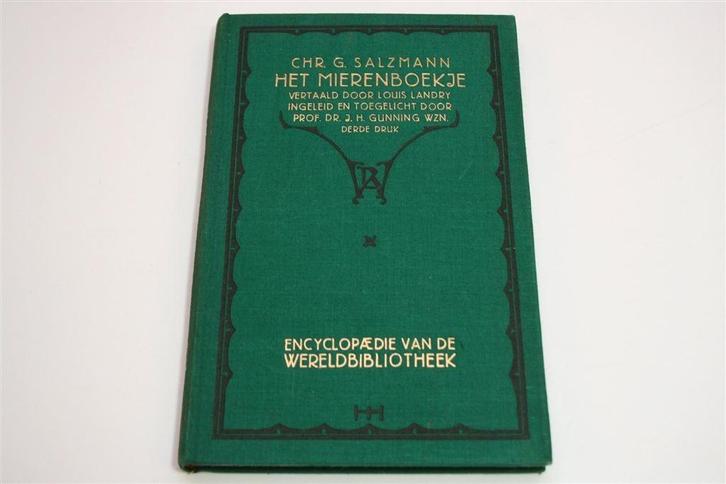 CHR. G. SALZMANN
HET MIERENBOEKJE
VERTAALD DOOR LOUIS LANDRY
INGELEID EN TOEGELICHT DOOR
PROF. DR. J. H. GUNNING WZN.
DERDE DRUK
ENCYCLOPÆDIE VAN DE
WERELDBIBLIOTHEEK